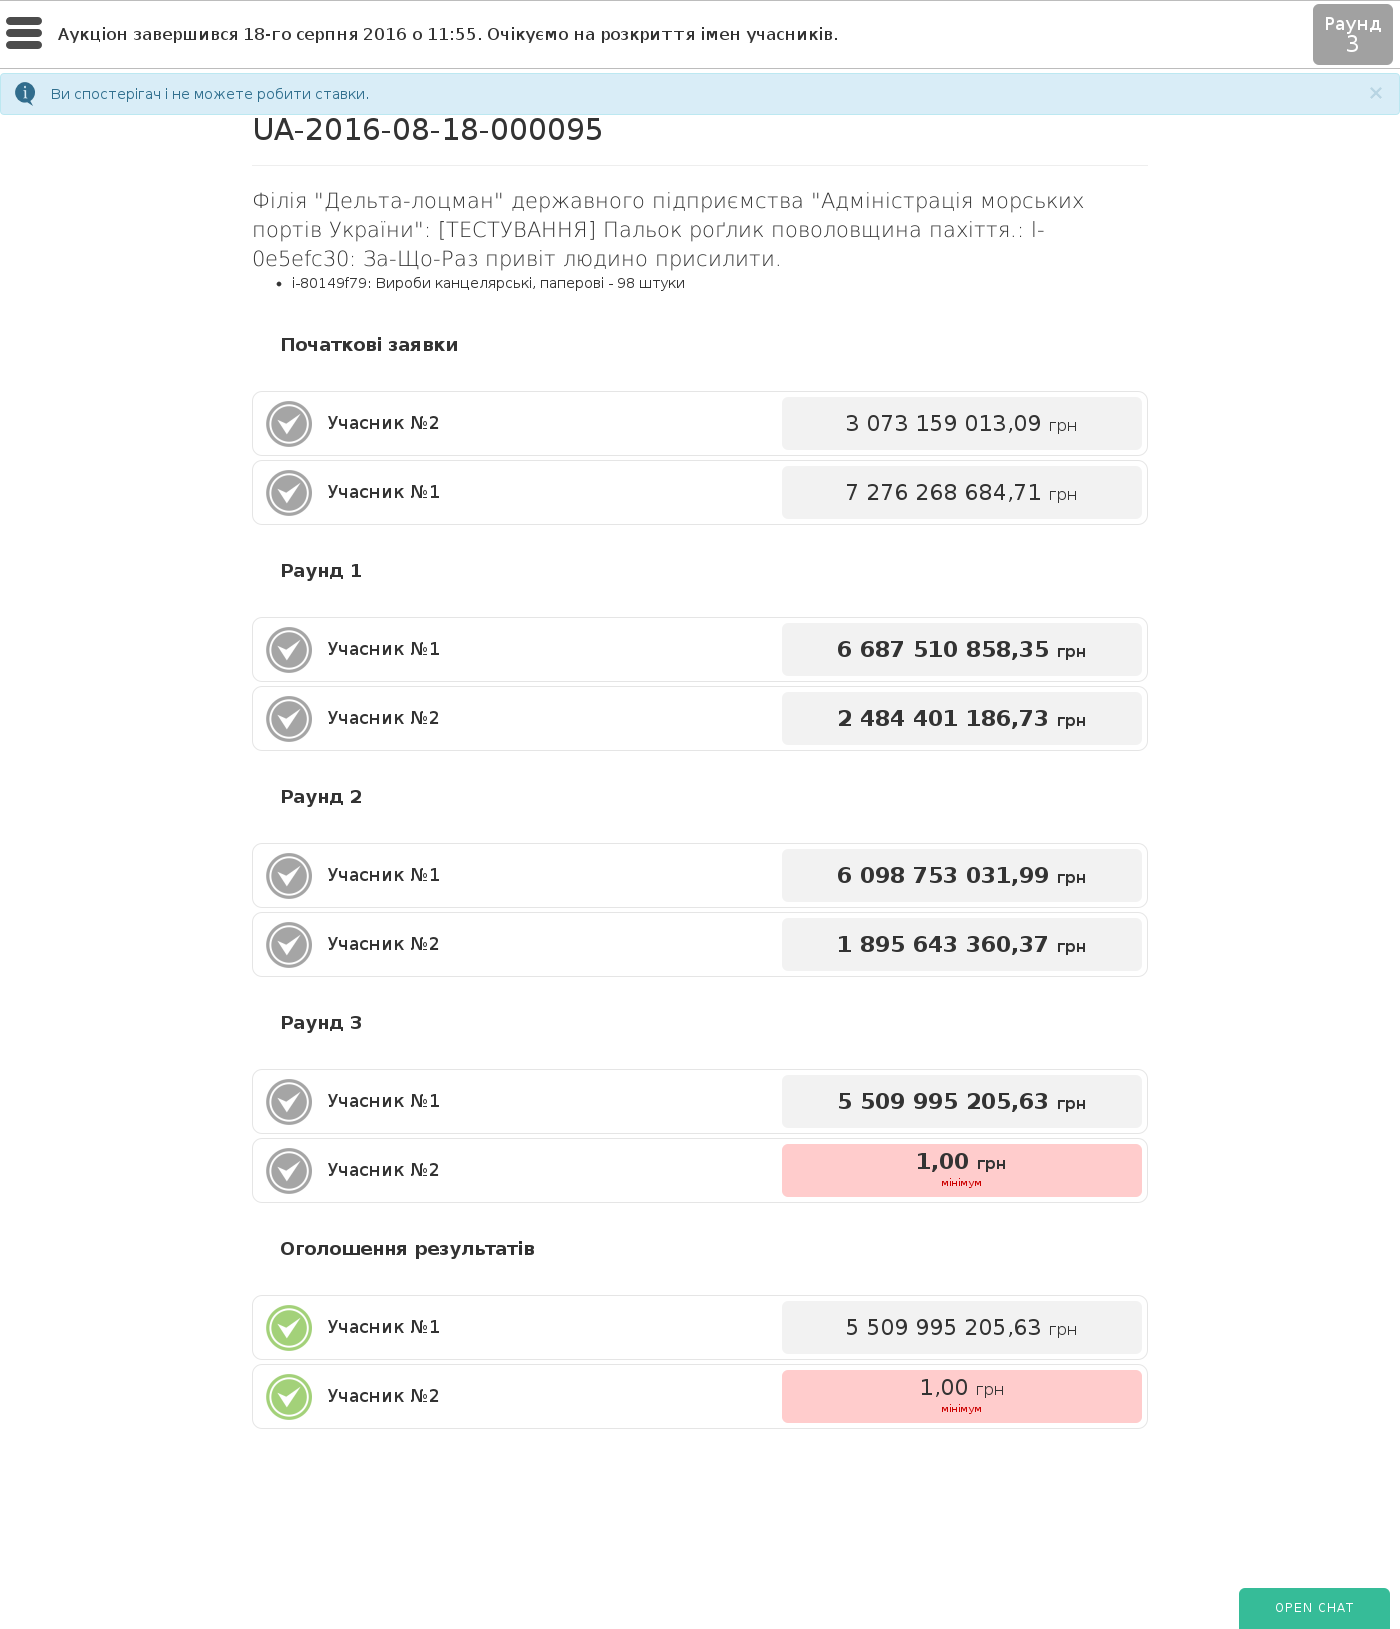 Аукціон завершився 18-го серпня 2016 о 11:55. Очікуємо на розкриття імен учасників.
Раунд
3
Ви спостерігач і не можете робити ставки.
×
UA-2016-08-18-000095
Філія "Дельта-лоцман" державного підприємства "Адміністрація морських
портів України": [ТЕСТУВАННЯ] Пальок роґлик поволовщина пахіття.: I-
0e5efc30: За-Що-Раз привіт людино присилити.
• i-80149f79: Вироби канцелярські, паперові - 98 штуки
Початкові заявки
Учасник №2 3 073 159 013,09 грн
Учасник №1 7 276 268 684,71 грн
Раунд 1
Учасник №1 6 687 510 858,35 грн
Учасник №2 2 484 401 186,73 грн
Раунд 2
Учасник №1 6 098 753 031,99 грн
Учасник №2 1 895 643 360,37 грн
Раунд 3
Учасник №1 5 509 995 205,63 грн
Учасник №2 1,00 грн
мінімум
Оголошення результатів
Учасник №1 5 509 995 205,63 грн
Учасник №2 1,00 грн
мінімум
OPEN CHAT